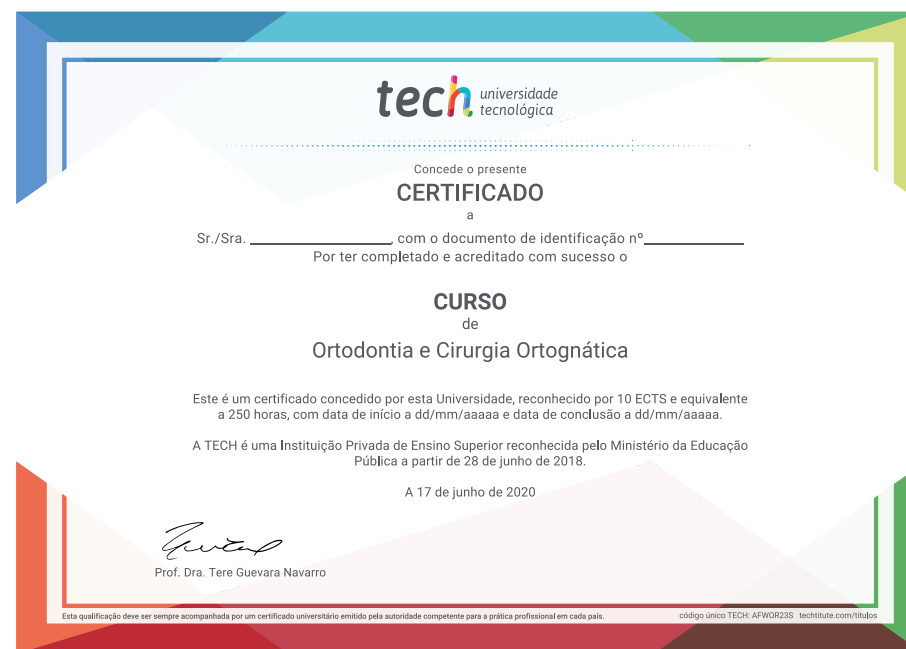 tech universidade
tecnológica
Concede o presente
CERTIFICADO
a
Sr./Sra. ________________, com o documento de identificação nº____________
Por ter completado e acreditado com sucesso o
CURSO
de
Ortodontia e Cirurgia Ortognática
Este é um certificado concedido por esta Universidade, reconhecido por 10 ECTS e equivalente
a 250 horas, com data de início a dd/mm/aaaaa e data de conclusão a dd/mm/aaaaa.
A TECH é uma Instituição Privada de Ensino Superior reconhecida pelo Ministério da Educação
Pública a partir de 28 de junho de 2018.
A 17 de junho de 2020
Prof. Dra. Tere Guevara Navarro
Esta qualificação deve ser sempre acompanhada por um certificado universitário emitido pela autoridade competente para a prática profissional em cada país.
código único TECH: AFWOR23S techtitute.com/titulos